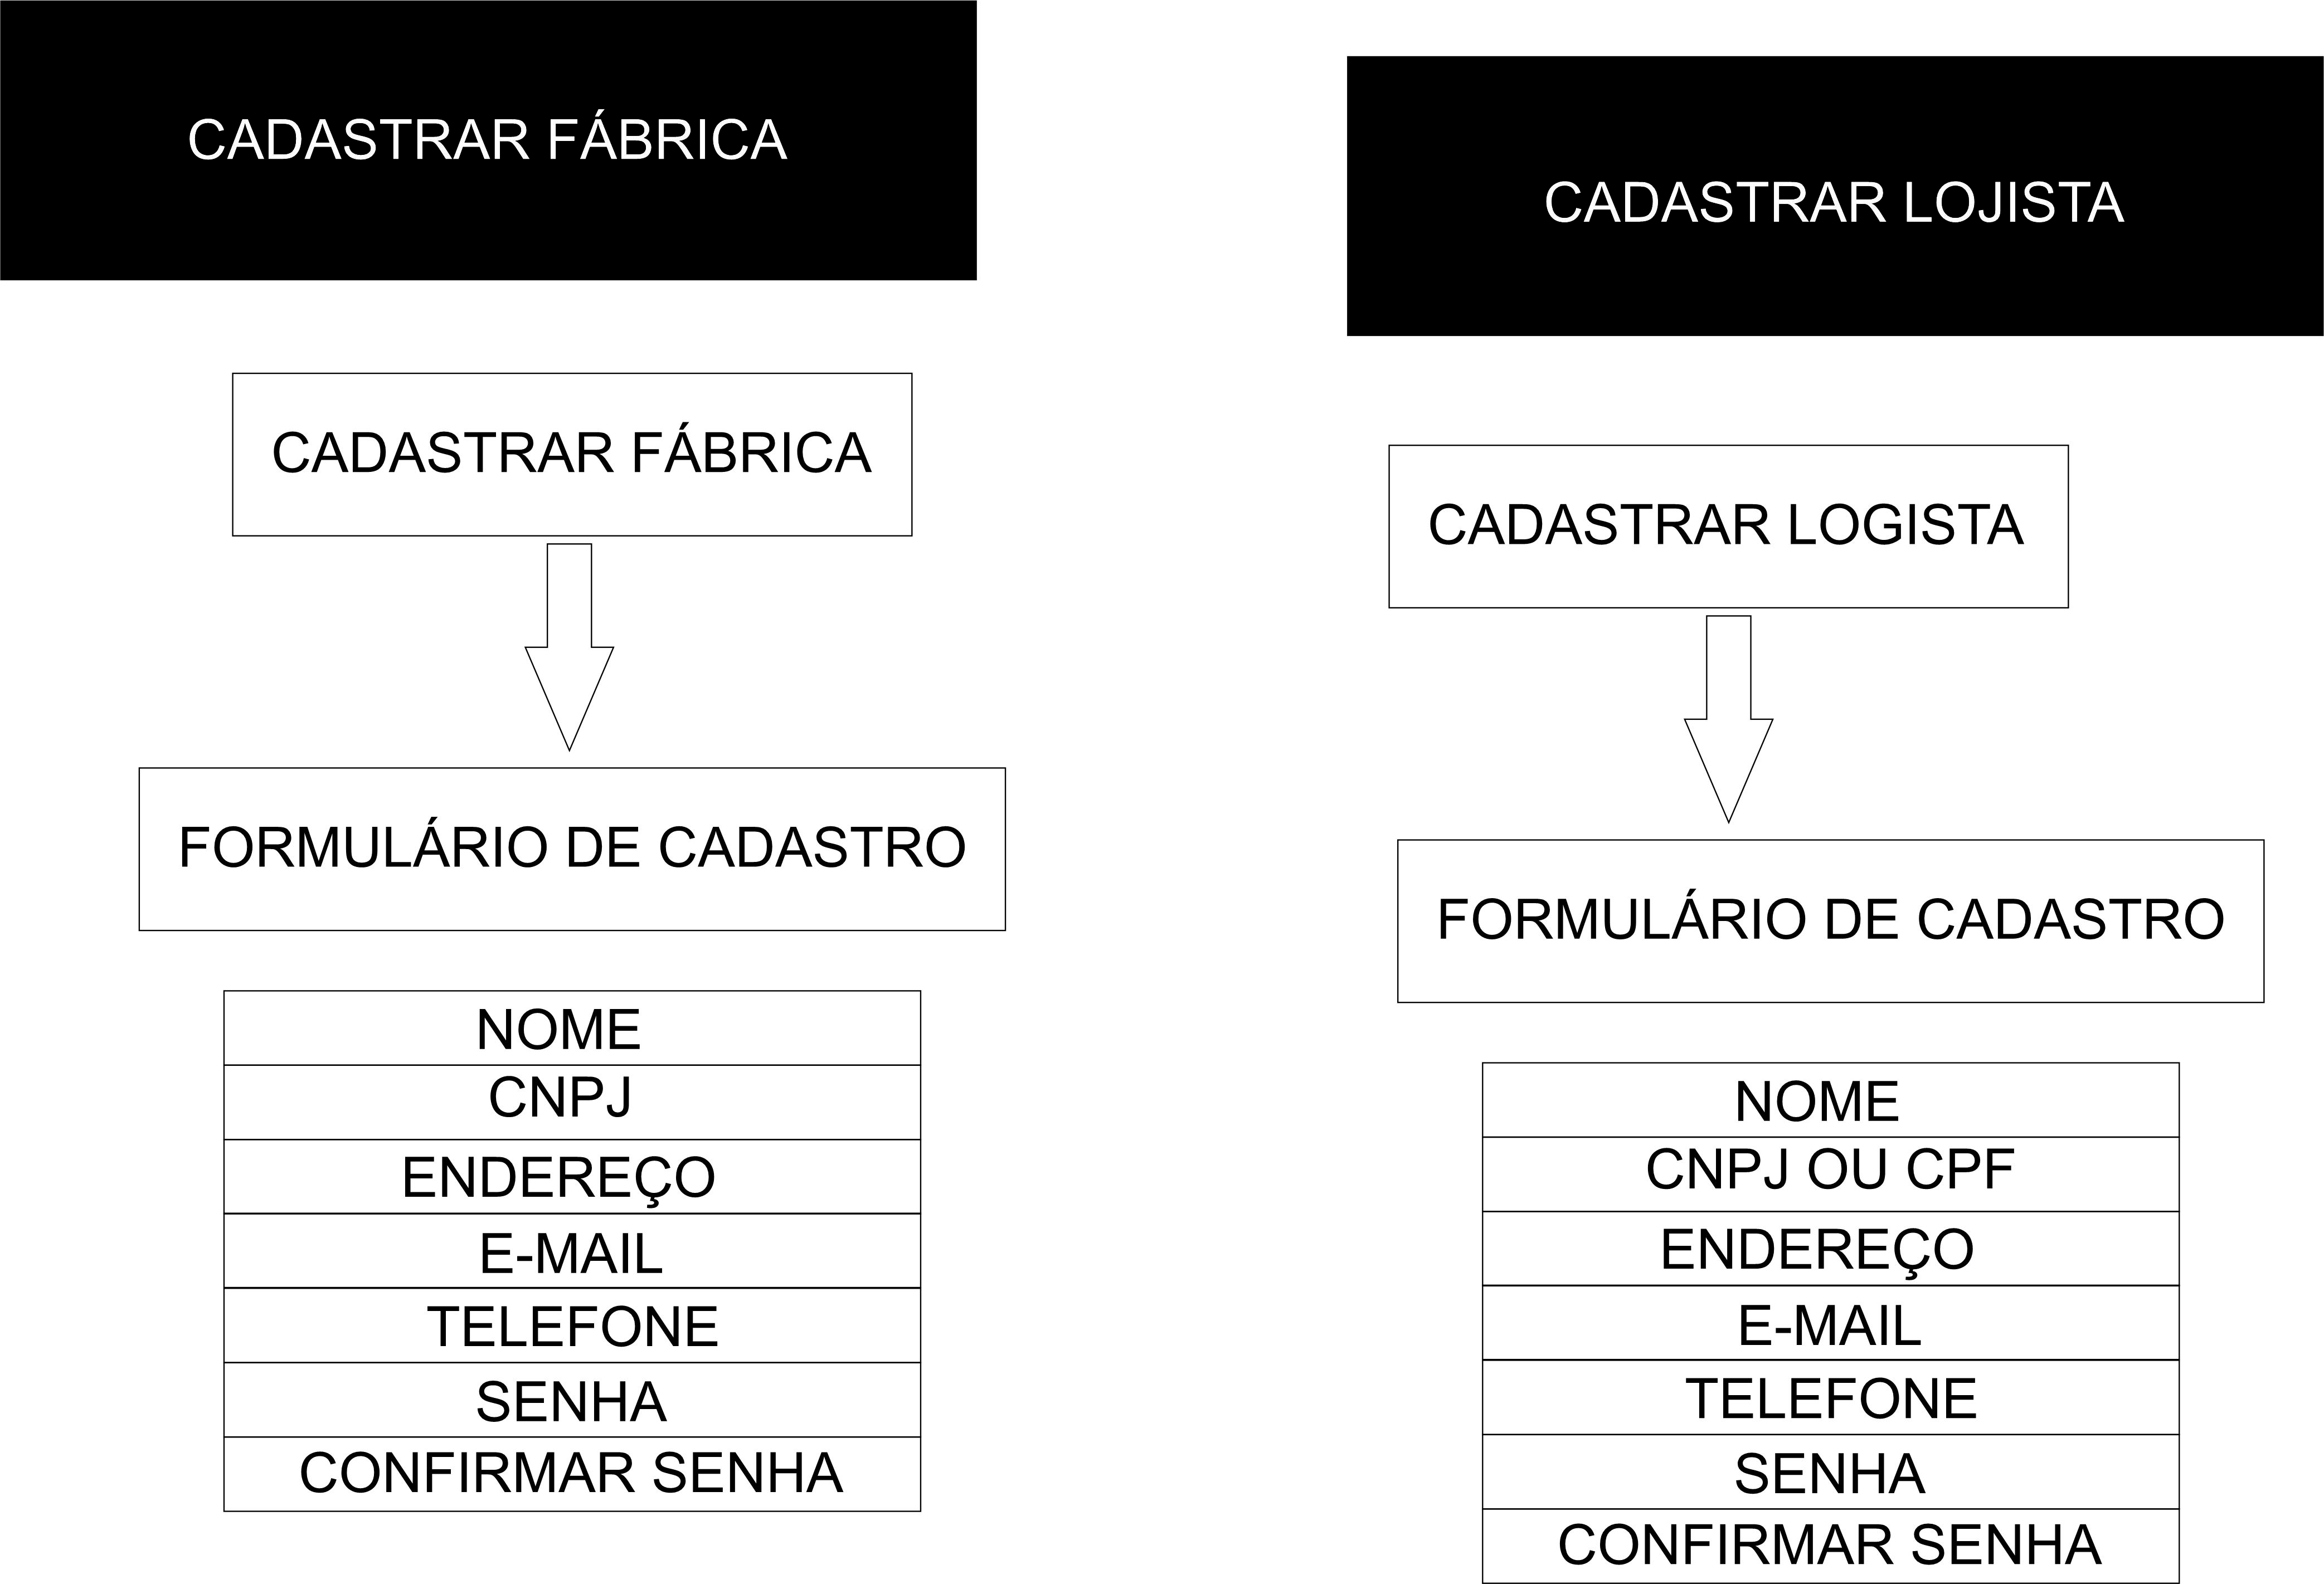 CADASTRAR FÁBRICA
CADASTRAR FÁBRICA
FORMULÁRIO DE CADASTRO
NOME
CNPJ
ENDEREÇO
E-MAIL
TELEFONE
SENHA
CONFIRMAR SENHA
CADASTRAR LOJISTA
CADASTRAR LOGISTA
FORMULÁRIO DE CADASTRO
NOME
CNPJ OU CPF
ENDEREÇO
E-MAIL
TELEFONE
SENHA
CONFIRMAR SENHA